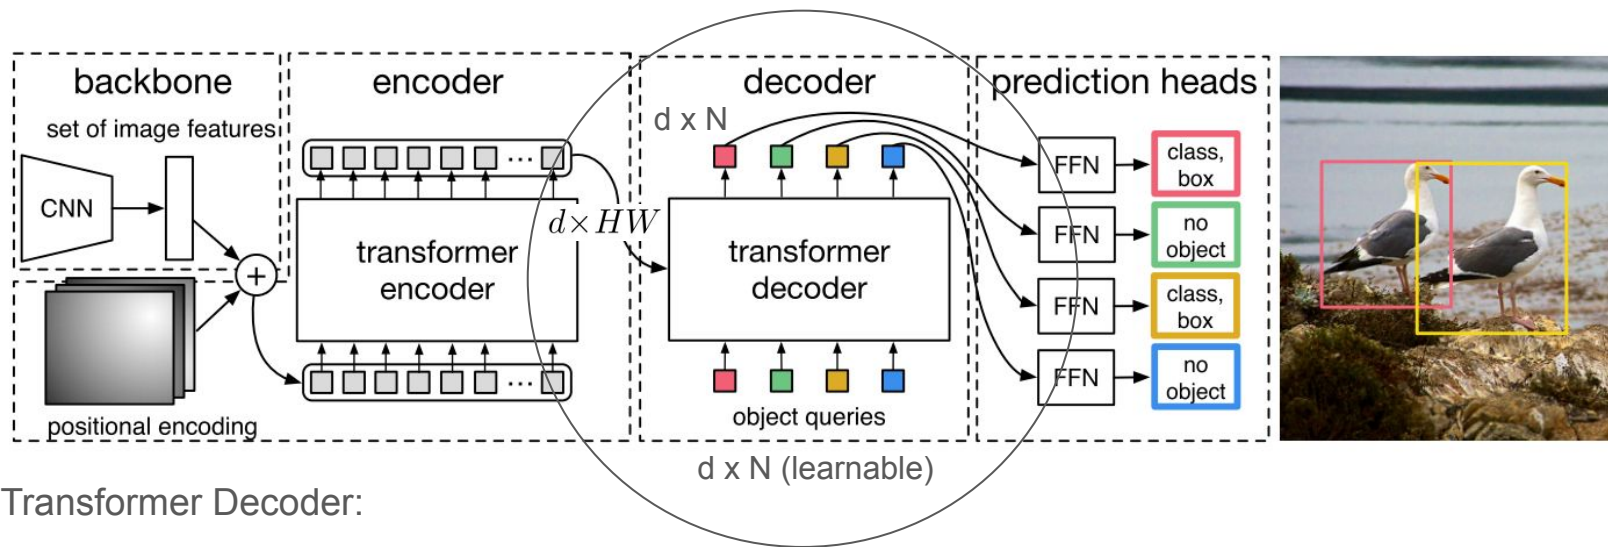 backbone
set of image features
CNN
+
positional encoding
encoder
transformer
encoder
...
...
d×HW
decoder
d x N
transformer
decoder
object queries
d x N (learnable)
prediction heads
FFN
class,
box
FFN
no
object
FFN
class,
box
FFN
no
object
Transformer Decoder: